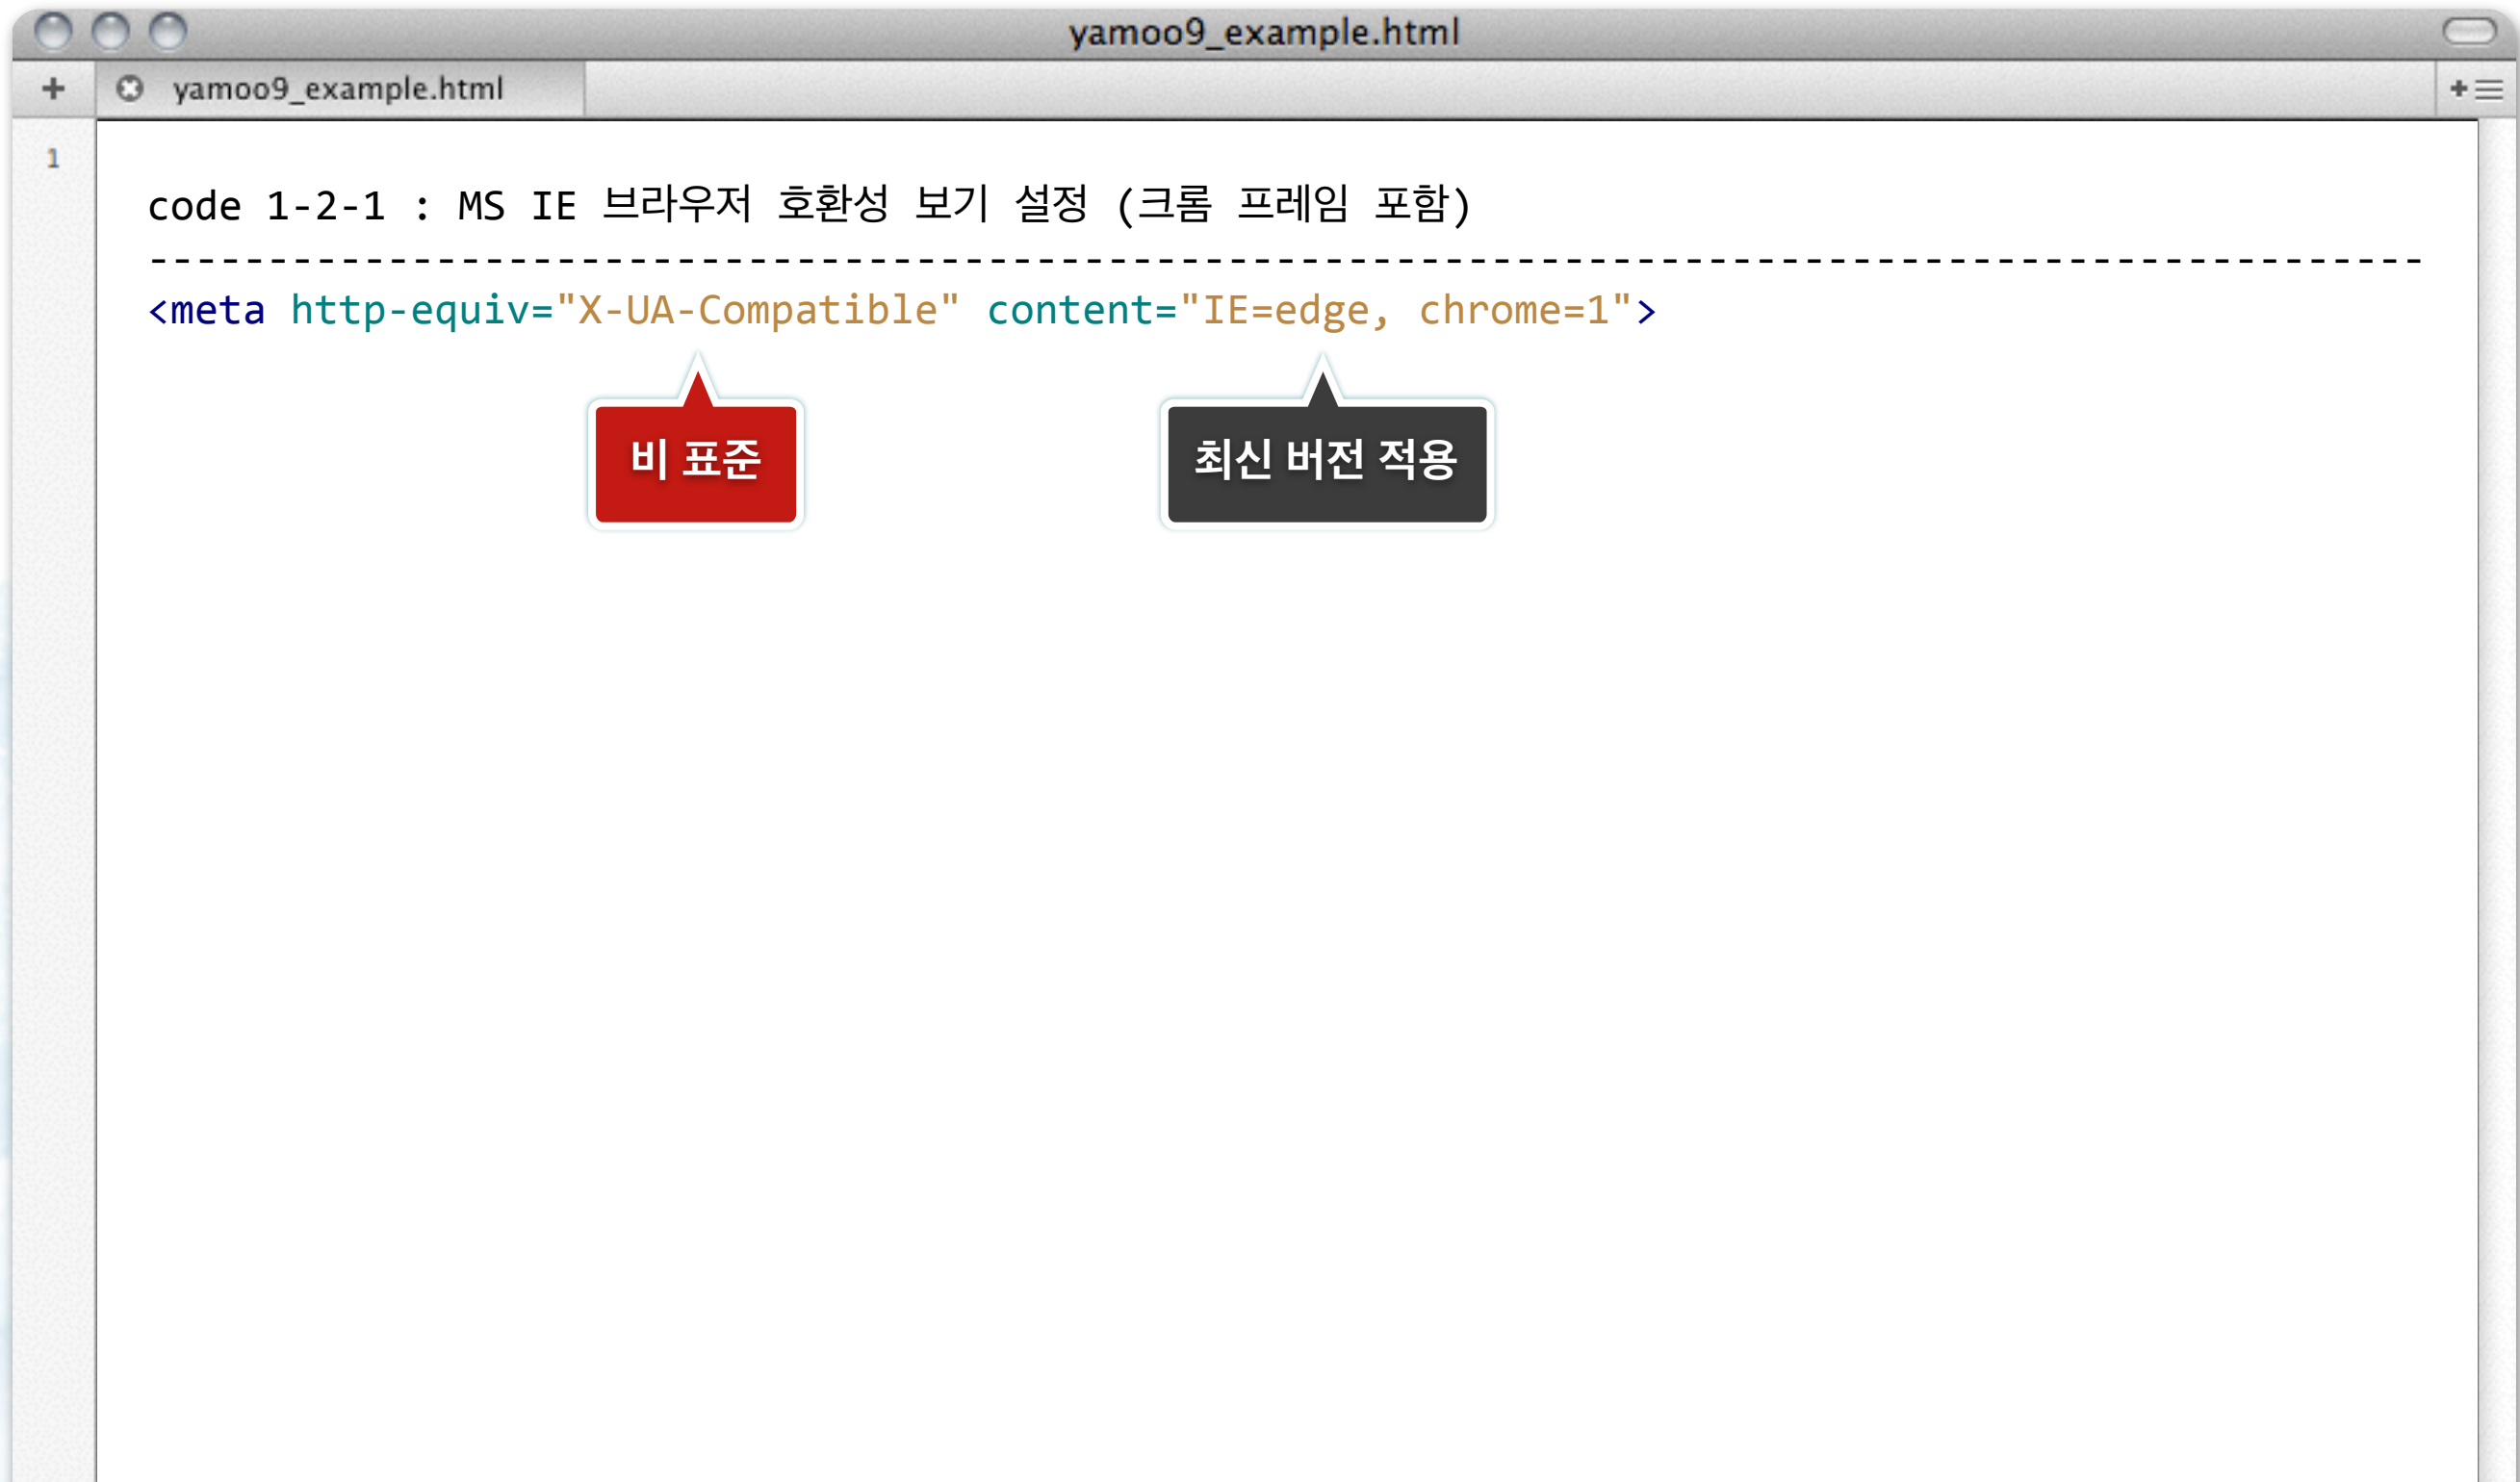 yamoo9_example.html
yamoo9_example.html
1
code 1-2-1 : MS IE 브라우저 호환성 보기 설정 (크롬 프레임 포함)
-----------------------------------------------------------------------------------------------
<meta http-equiv="X-UA-Compatible" content="IE=edge, chrome=1">
비 표준
최신 버전 적용